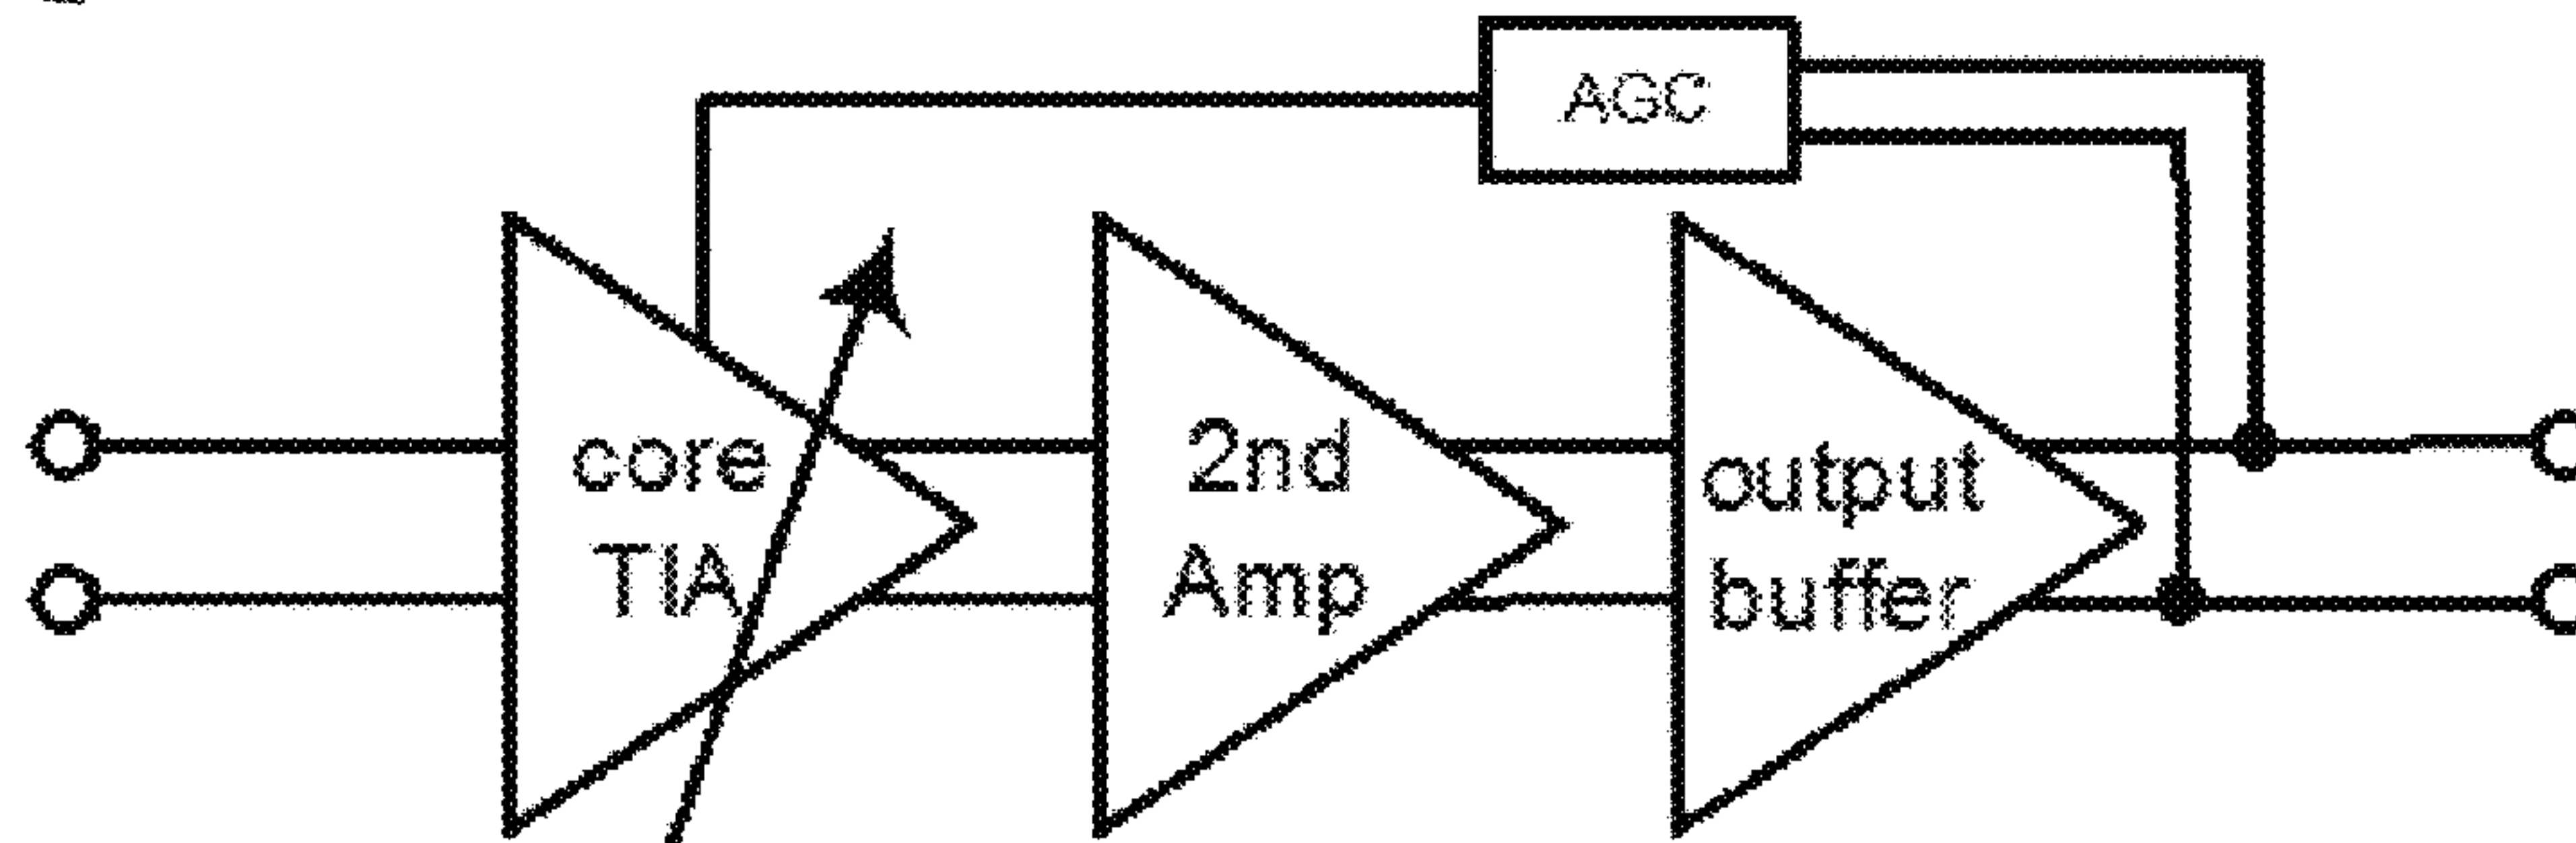 AGC
core
TIA
2nd
Amp
output
buffer